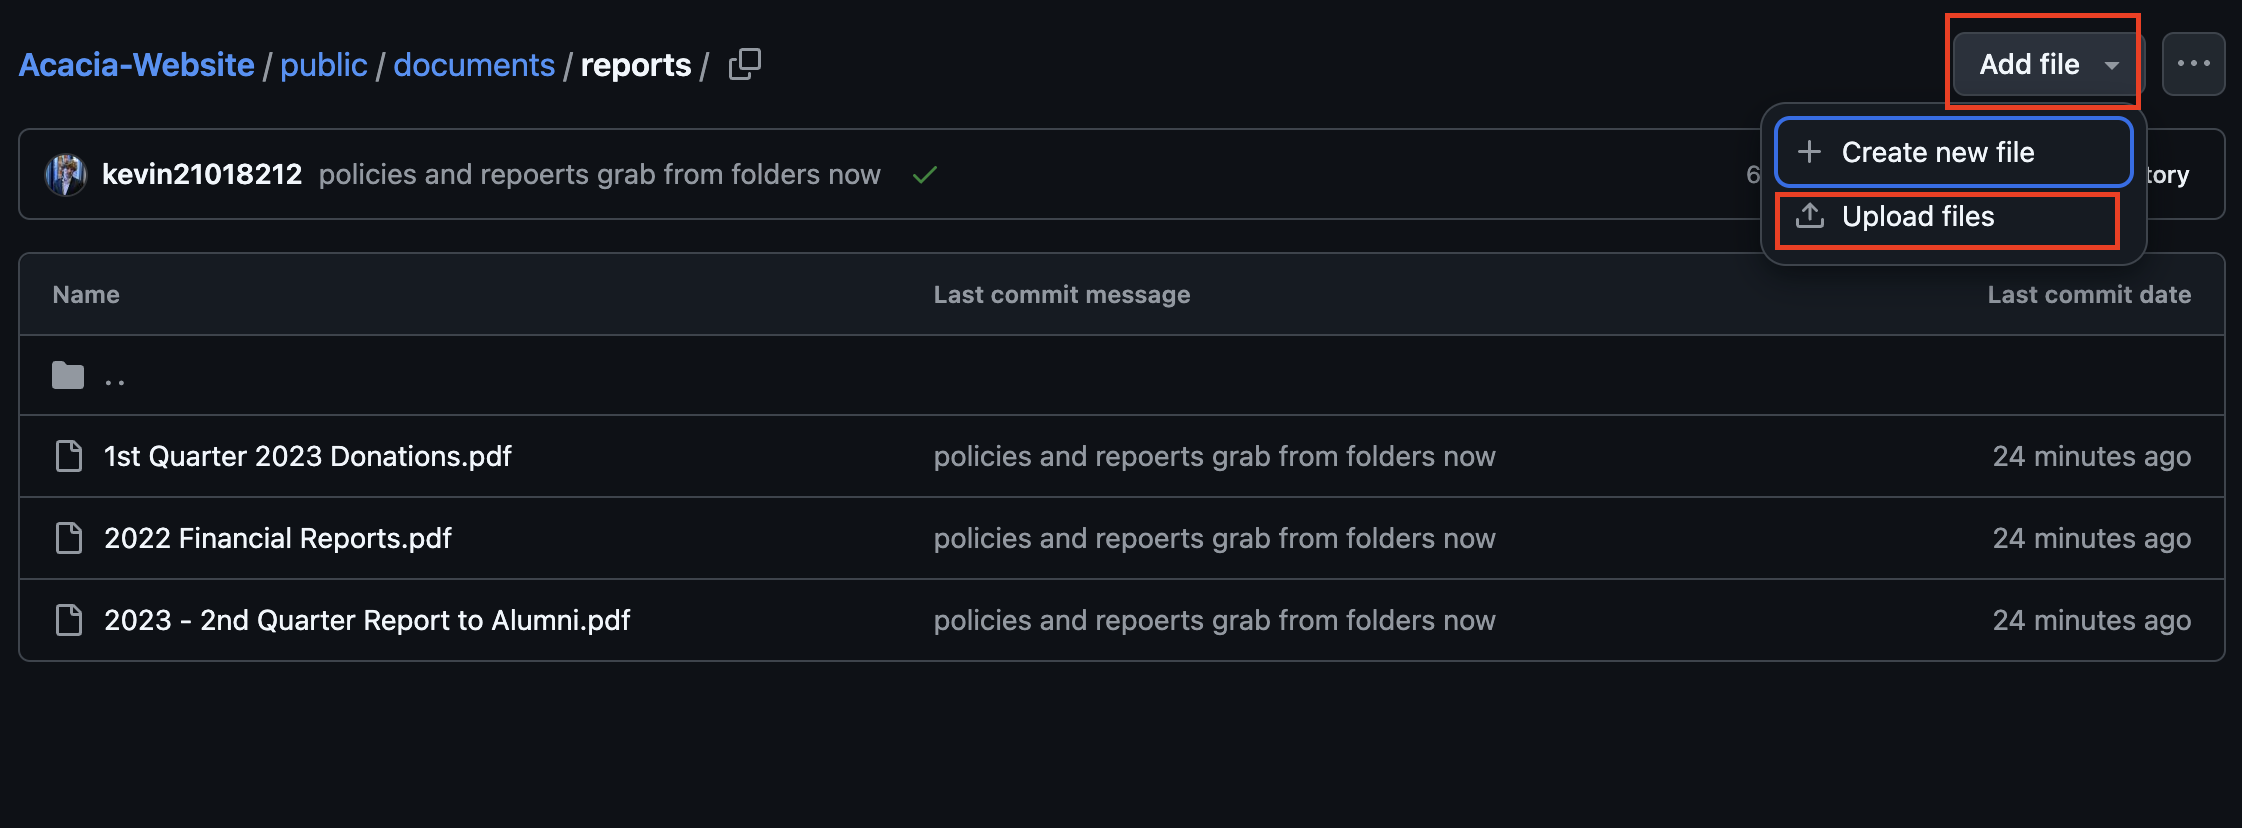 Acacia-Website / public / documents / reports /
Add file
kevin21018212 policies and repoerts grab from folders now
6
tory
Create new file
Upload files
Name Last commit message Last commit date
..
1st Quarter 2023 Donations.pdf policies and repoerts grab from folders now 24 minutes ago
2022 Financial Reports.pdf policies and repoerts grab from folders now 24 minutes ago
2023 - 2nd Quarter Report to Alumni.pdf policies and repoerts grab from folders now 24 minutes ago